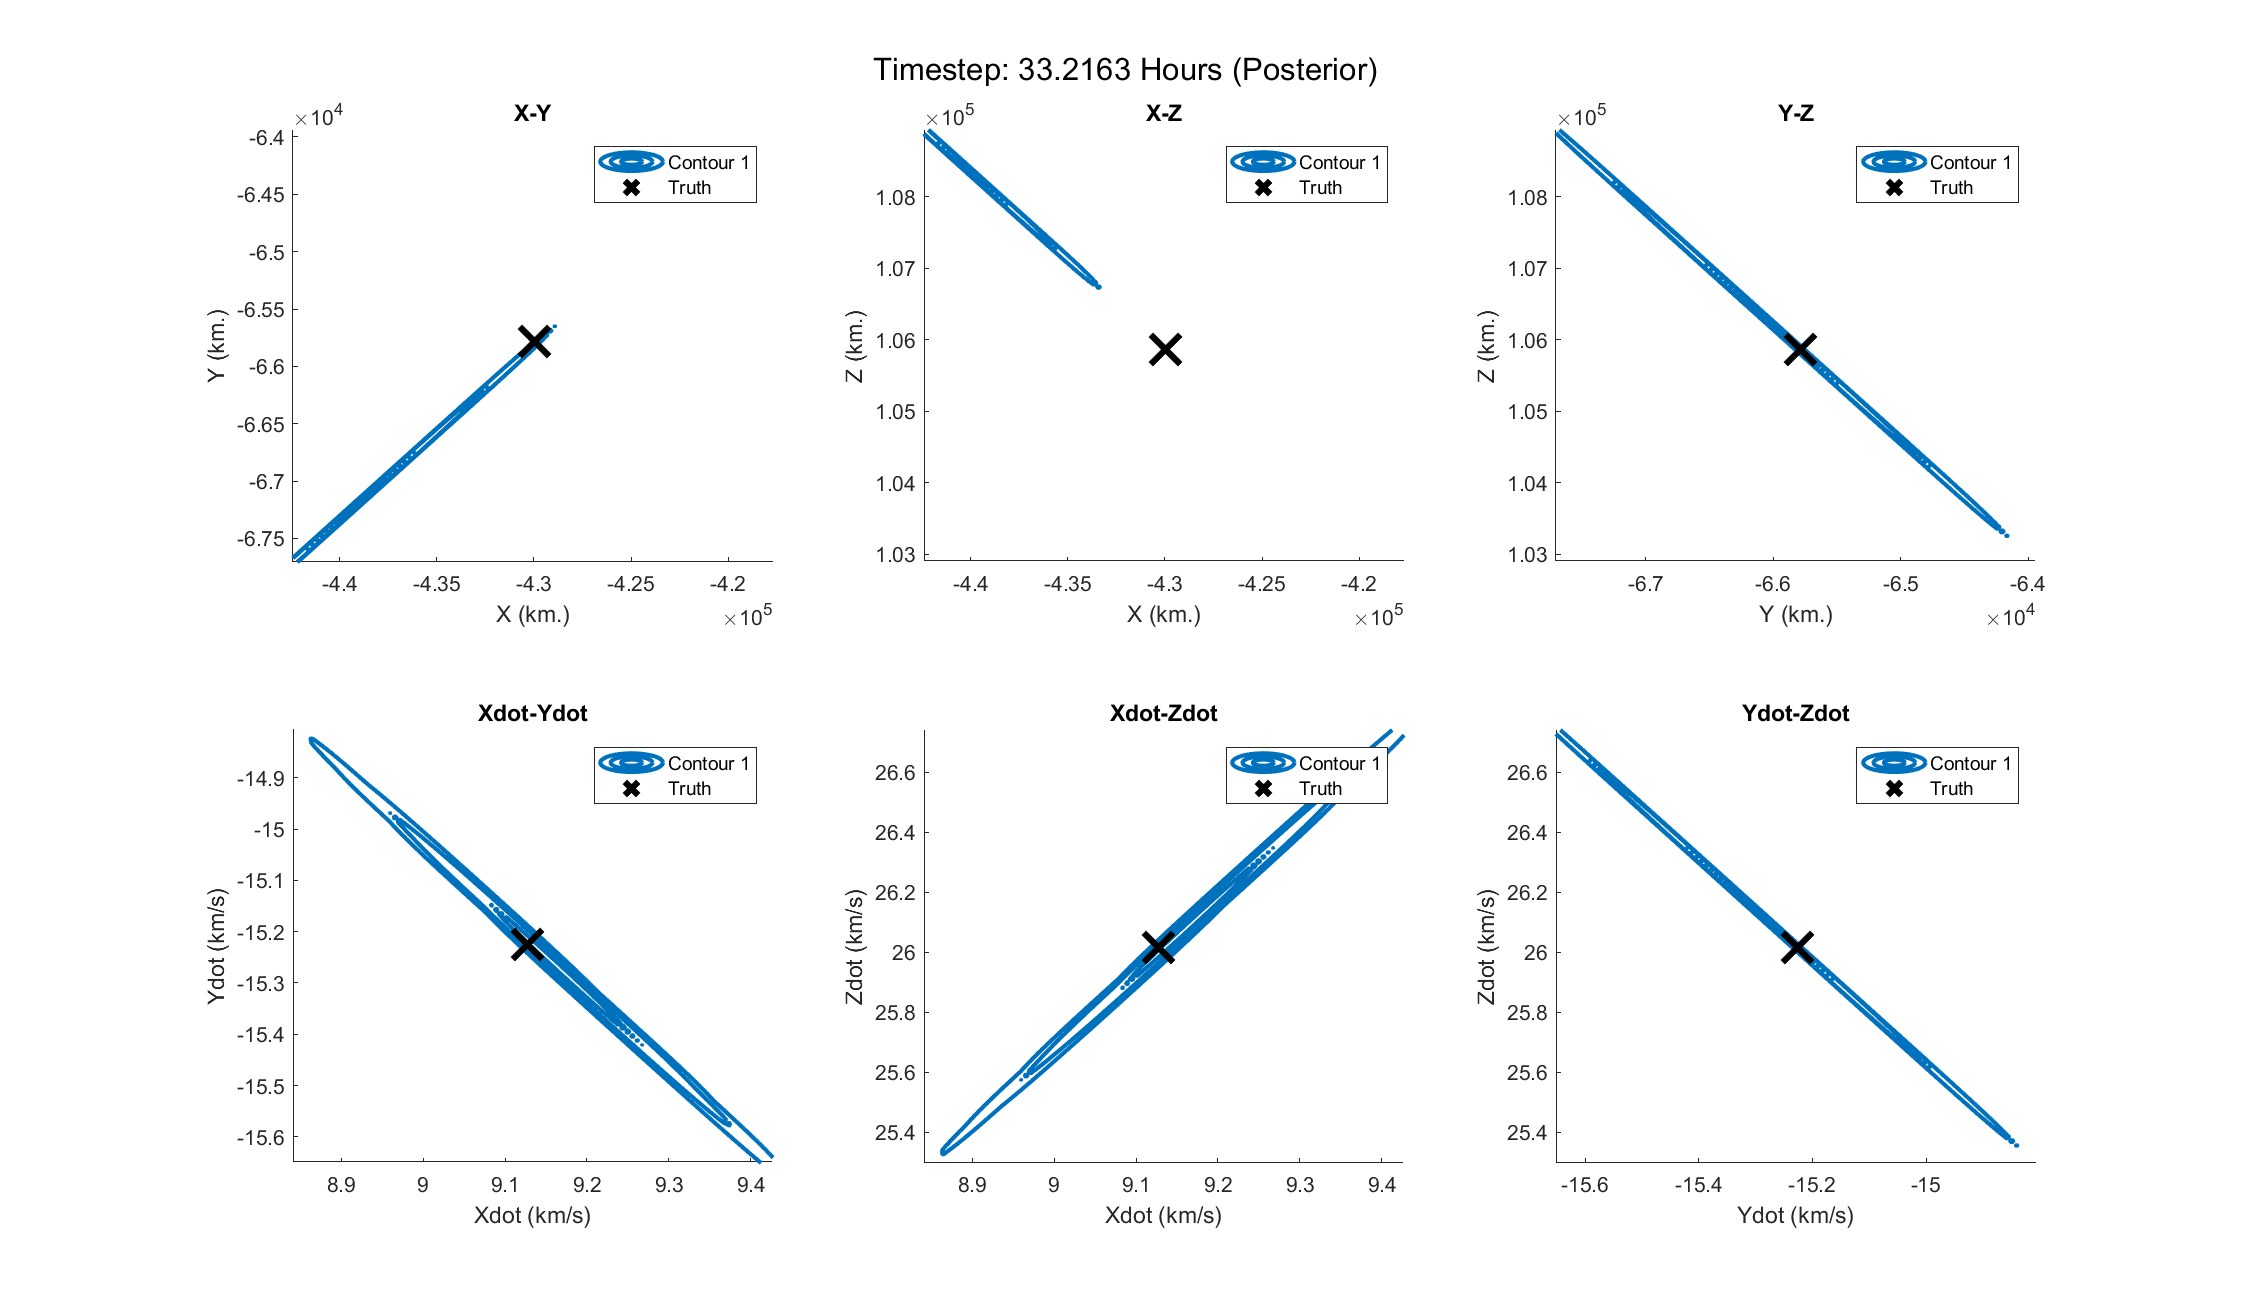 Timestep: 33.2163 Hours (Posterior)
X-Y
×10^4
-6.4
-6.45
-6.5
-6.55
-6.6
-6.65
-6.7
-6.75
Y (km.)
Contour 1
Truth
-4.4
-4.35
-4.3
-4.25
-4.2
X (km.)
×10^5
X-Z
×10^5
1.08
1.07
1.06
1.05
1.04
1.03
Z (km.)
Contour 1
Truth
-4.4
-4.35
-4.3
-4.25
-4.2
X (km.)
×10^5
Y-Z
×10^5
1.08
1.07
1.06
1.05
1.04
1.03
Z (km.)
Contour 1
Truth
-6.7
-6.6
-6.5
-6.4
Y (km.)
×10^4
Xdot-Ydot
-14.9
-15
-15.1
-15.2
-15.3
-15.4
-15.5
-15.6
Ydot (km/s)
Contour 1
Truth
8.9
9
9.1
9.2
9.3
9.4
Xdot (km/s)
Xdot-Zdot
26.6
26.4
26.2
26
25.8
25.6
25.4
Zdot (km/s)
Contour 1
Truth
8.9
9
9.1
9.2
9.3
9.4
Xdot (km/s)
Ydot-Zdot
26.6
26.4
26.2
26
25.8
25.6
25.4
Zdot (km/s)
Contour 1
Truth
-15.6
-15.4
-15.2
-15
Ydot (km/s)